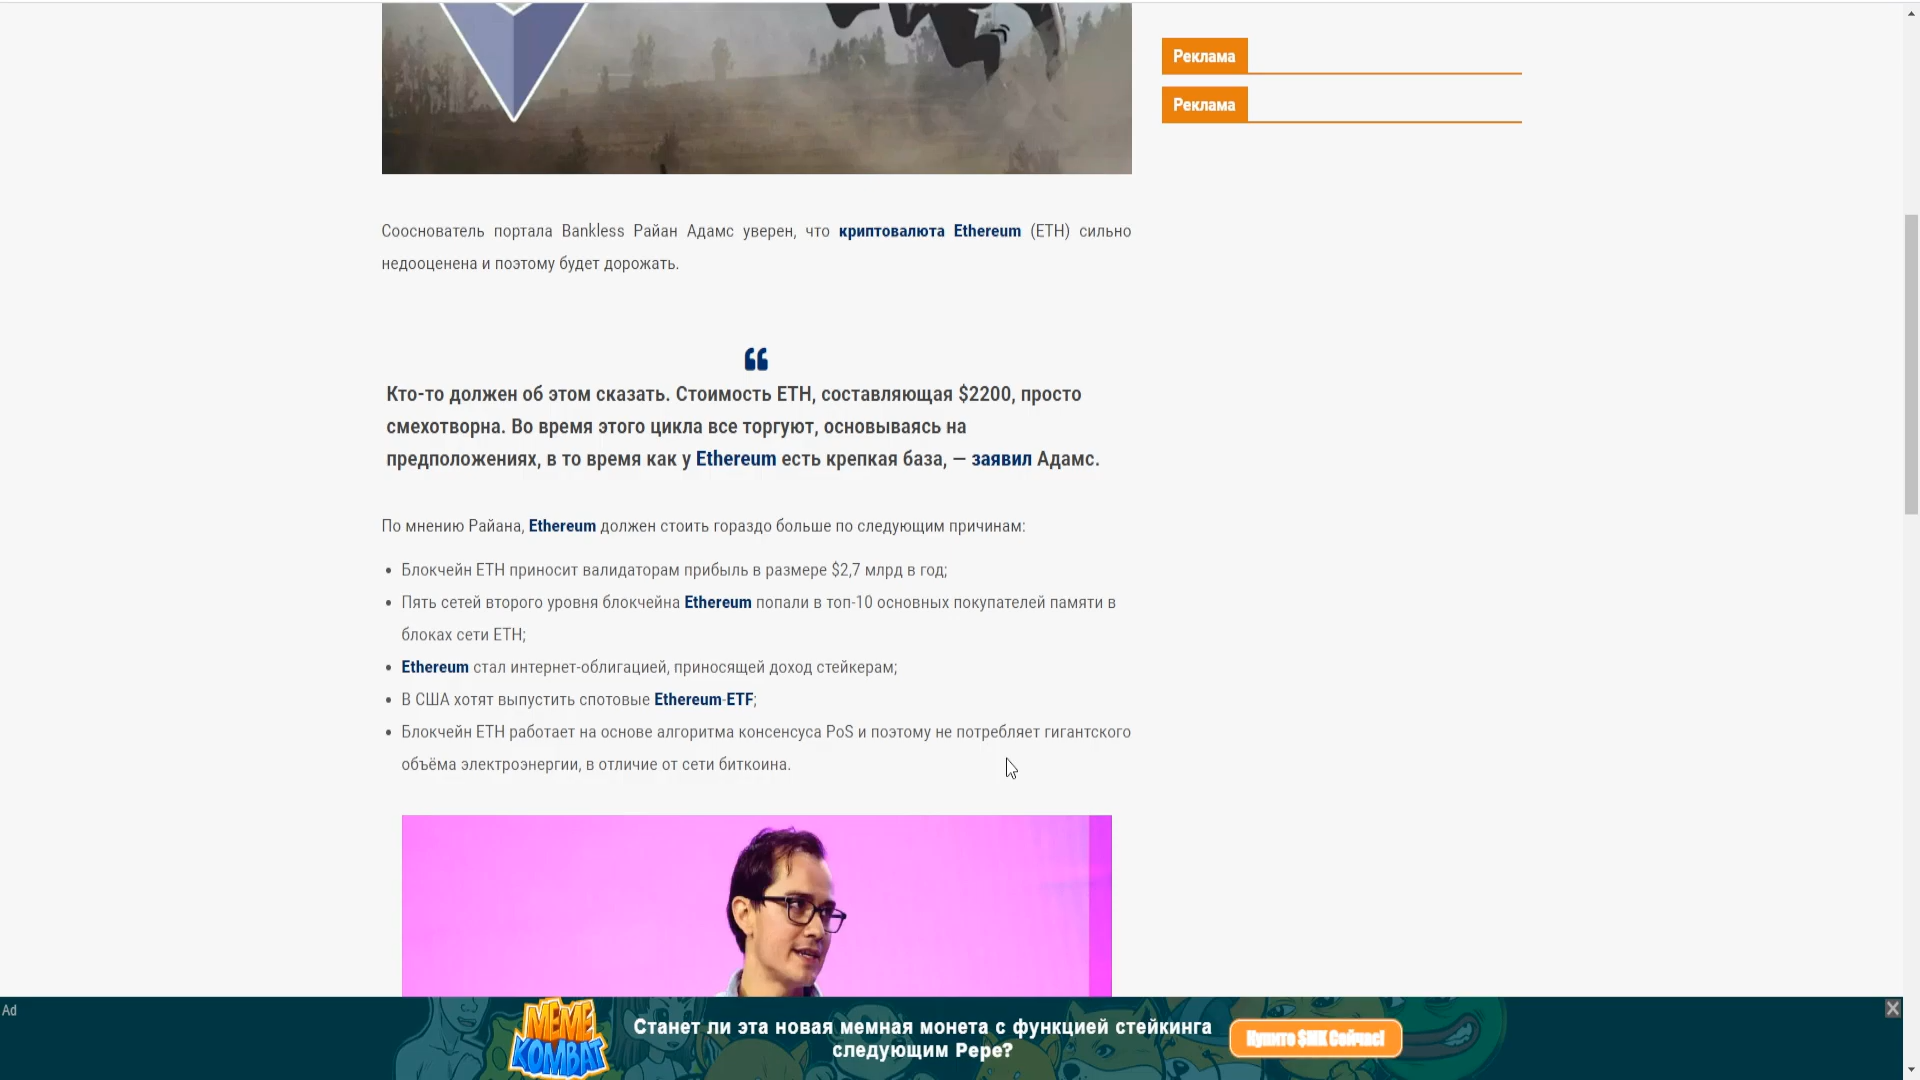 Реклама
Реклама
Сооснователь портала Bankless Райан Адамс уверен, что криптовалюта Ethereum (ETH) сильно
недооценена и поэтому будет дорожать.
Кто-то должен об этом сказать. Стоимость ETH, составляющая $2200, просто
смехотворна. Во время этого цикла все торгуют, основываясь на
предположениях, в то время как у Ethereum есть крепкая база, — заявил Адамс.
По мнению Райана, Ethereum должен стоить гораздо больше по следующим причинам:
• Блокчейн ETH приносит валидаторам прибыль в размере $2,7 млрд в год;
• Пять сетей второго уровня блокчейна Ethereum попали в топ-10 основных покупателей памяти в
блоках сети ETH;
• Ethereum стал интернет-облигацией, приносящей доход стейкерам;
• В США хотят выпустить спотовые Ethereum-ETF;
• Блокчейн ETH работает на основе алгоритма консенсуса PoS и поэтому не потребляет гигантского
объёма электроэнергии, в отличие от сети биткоина.
Ad
MEME
KOMBAT
Станет ли эта новая мемная монета с функцией стейкинга
следующим Pepe?
Купите $MK Сейчас!